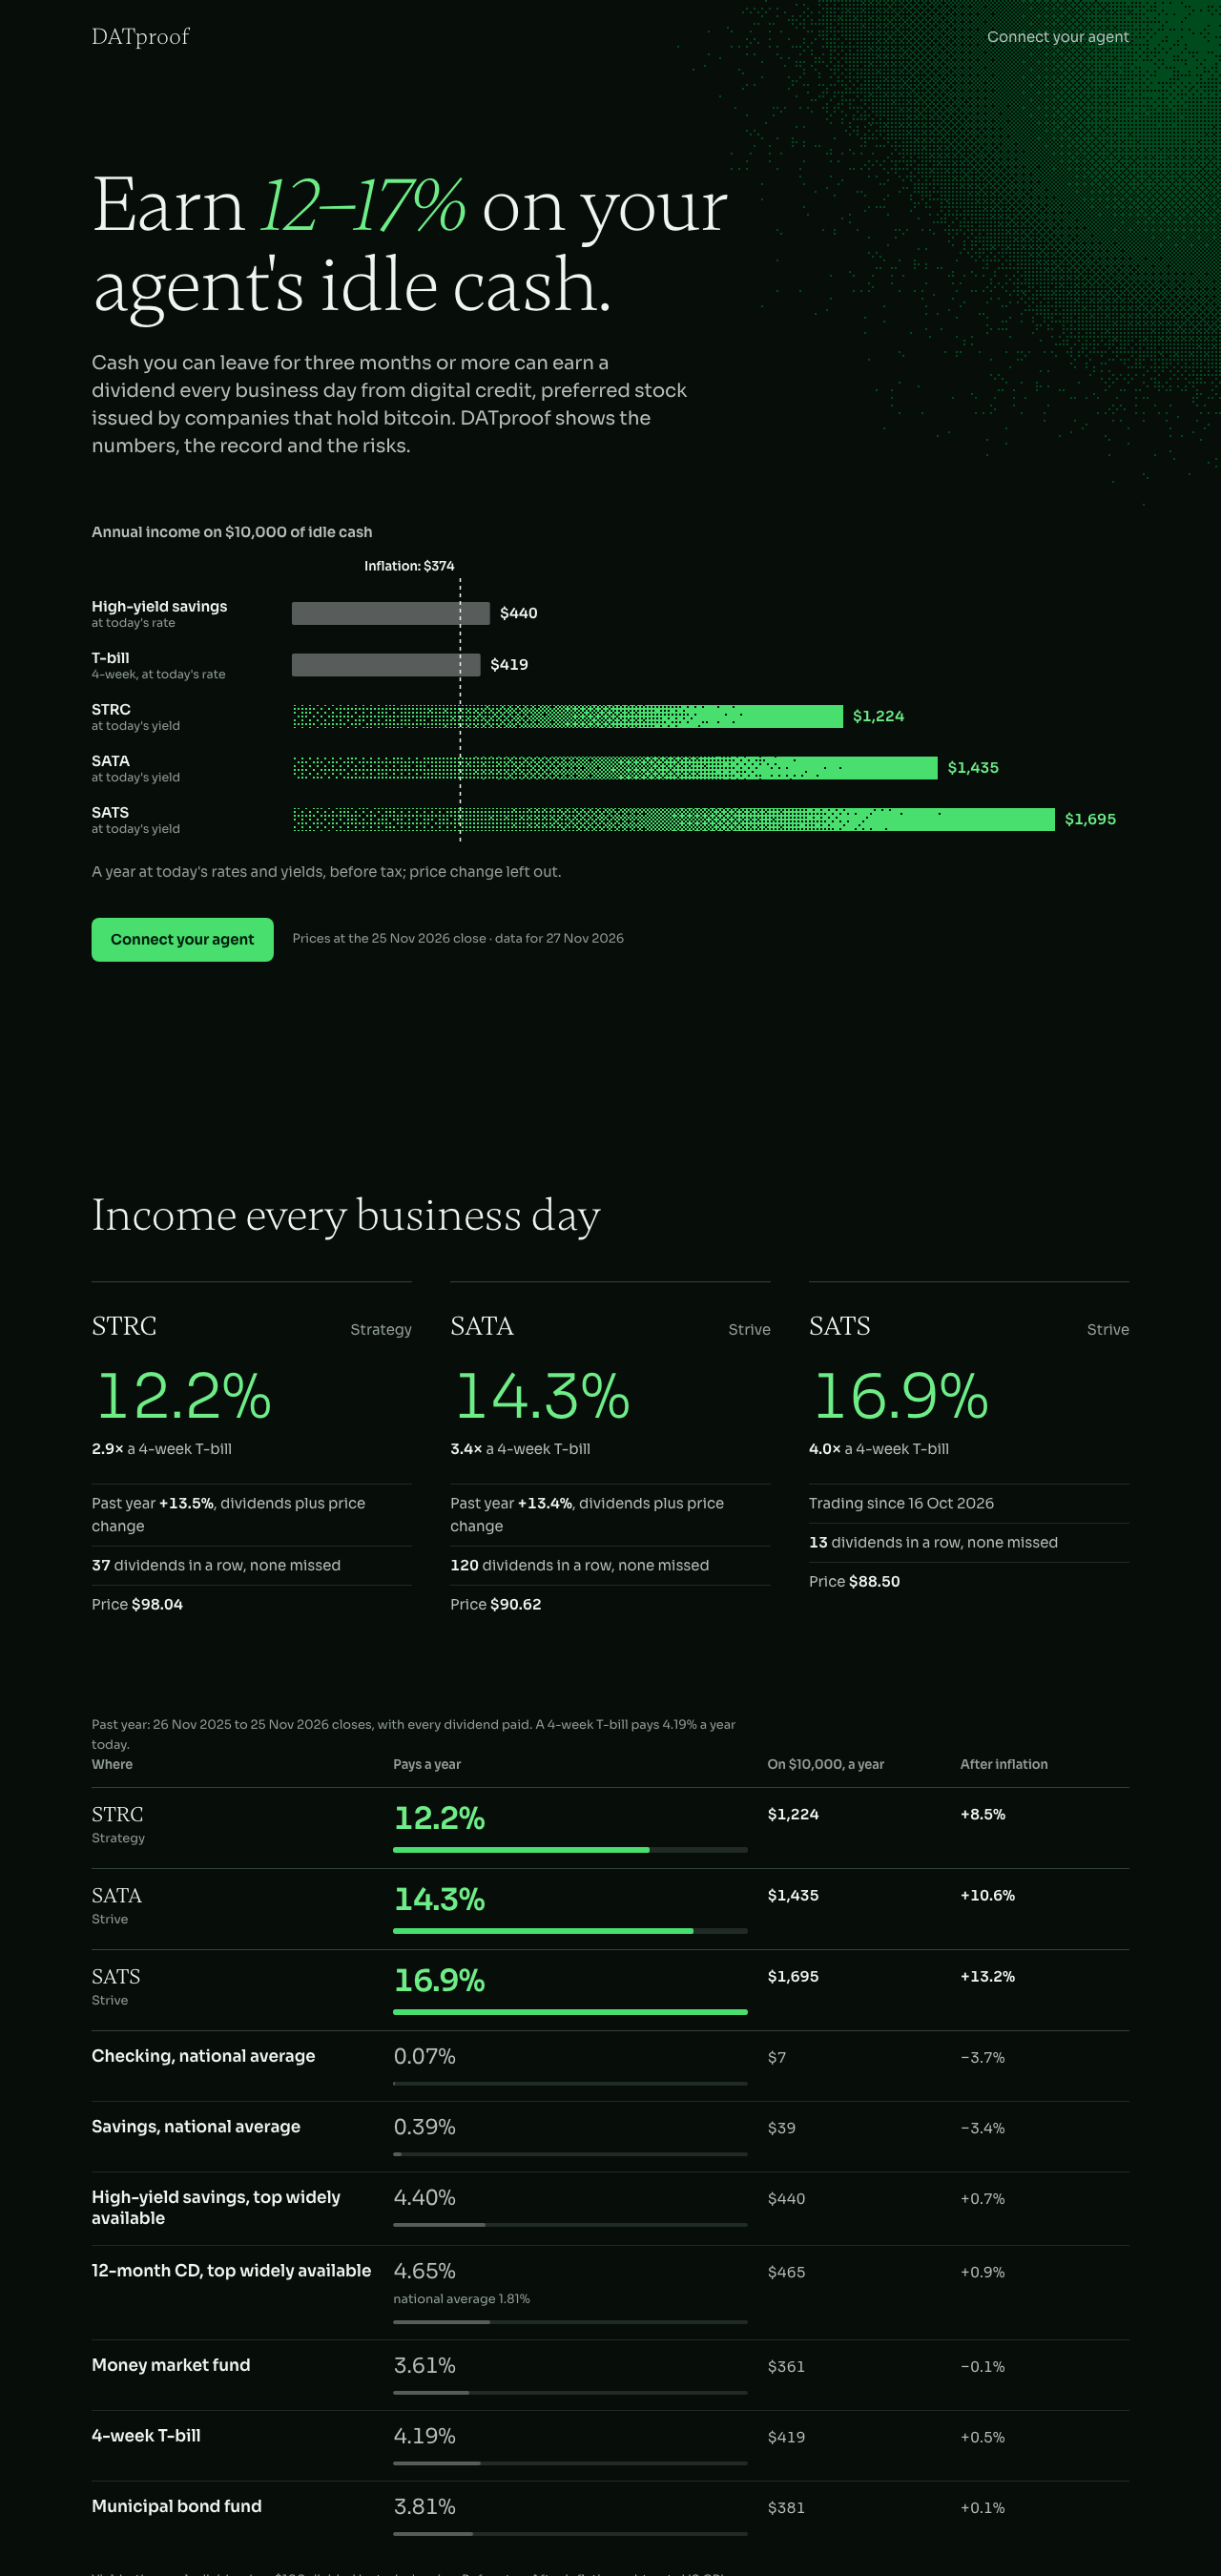 DATproof
Connect your agent
Earn 12–17% on your
agent's idle cash.
Cash you can leave for three months or more can earn a
dividend every business day from digital credit, preferred stock
issued by companies that hold bitcoin. DATproof shows the
numbers, the record and the risks.
Annual income on $10,000 of idle cash
Inflation: $374
High-yield savings
at today's rate
$440
T-bill
4-week, at today's rate
$419
STRC
at today's yield
$1,224
SATA
at today's yield
$1,435
SATS
at today's yield
$1,695
A year at today's rates and yields, before tax; price change left out.
Connect your agent
Prices at the 25 Nov 2026 close · data for 27 Nov 2026
Income every business day
STRC
Strategy
12.2%
2.9× a 4-week T-bill
Past year +13.5%, dividends plus price
change
37 dividends in a row, none missed
Price $98.04
SATA
Strive
14.3%
3.4× a 4-week T-bill
Past year +13.4%, dividends plus price
change
120 dividends in a row, none missed
Price $90.62
SATS
Strive
16.9%
4.0× a 4-week T-bill
Trading since 16 Oct 2026
13 dividends in a row, none missed
Price $88.50
Past year: 26 Nov 2025 to 25 Nov 2026 closes, with every dividend paid. A 4-week T-bill pays 4.19% a year
today.
Where Pays a year On $10,000, a year After inflation
STRC
Strategy
12.2%
$1,224
+8.5%
SATA
Strive
14.3%
$1,435
+10.6%
SATS
Strive
16.9%
$1,695
+13.2%
Checking, national average
0.07%
$7
−3.7%
Savings, national average
0.39%
$39
−3.4%
High-yield savings, top widely
available
4.40%
$440
+0.7%
12-month CD, top widely available
4.65%
national average 1.81%
$465
+0.9%
Money market fund
3.61%
$361
−0.1%
4-week T-bill
4.19%
$419
+0.5%
Municipal bond fund
3.81%
$381
+0.1%